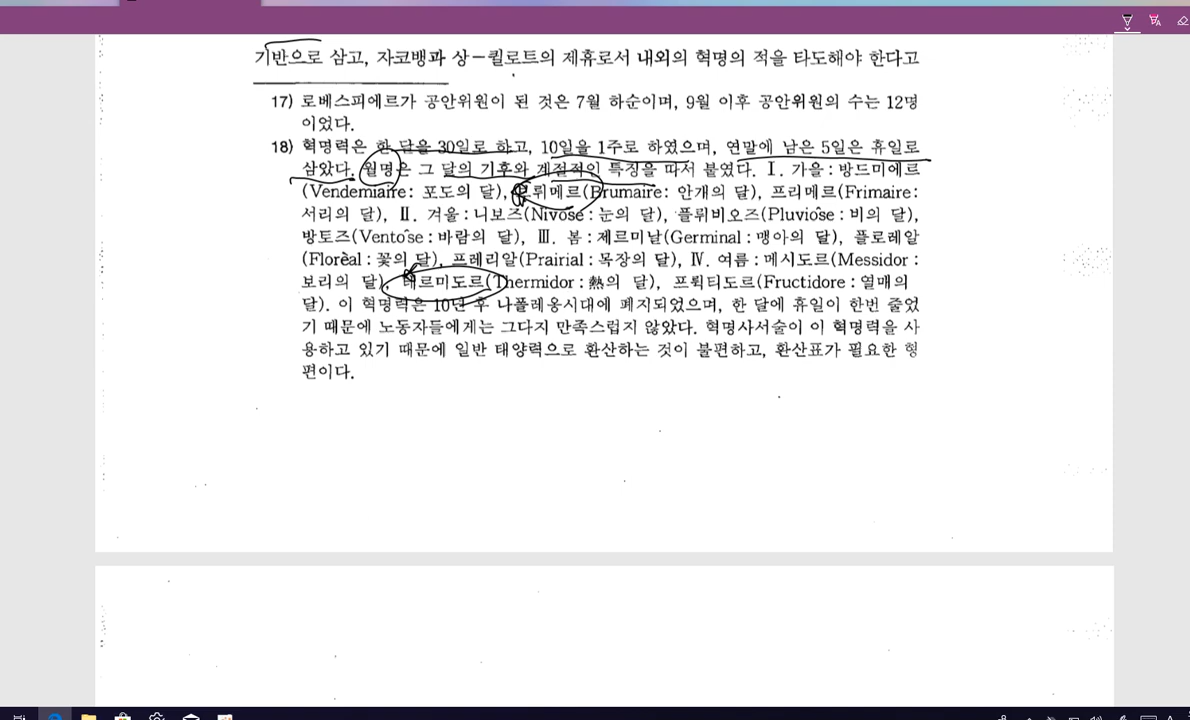 기반으로 삼고, 자코뱅과 상-퀼로트의 제휴로서 내외의 혁명의 적을 타도해야 한다고
17) 로베스피에르가 공안위원이 된 것은 7월 하순이며, 9월 이후 공안위원의 수는 12명
이었다.
18) 혁명력은 한 달을 30일로 하고, 10일을 1주로 하였으며, 연말에 남은 5일은 휴일로
삼았다. 월명은 그 달의 기후와 계절적인 특징을 따서 붙였다. Ⅰ. 가을 : 방드미에르
(Vendemiaire : 포도의 달), 브뤼메르(Brumaire : 안개의 달), 프리메르(Frimaire :
서리의 달), Ⅱ. 겨울 : 니보즈(Nivose : 눈의 달), 플뤼비오즈(Pluviôse : 비의 달),
방토즈(Ventôse : 바람의 달), Ⅲ. 봄 : 제르미날(Germinal : 맹아의 달), 플로레알
(Florèal : 꽃의 달), 프레리알(Prairial : 목장의 달), Ⅳ. 여름 : 메시도르(Messidor :
보리의 달), 테르미도르(Thermidor : 熱의 달), 프뤽티도르(Fructidore : 열매의
달). 이 혁명력은 10년 후 나폴레옹시대에 폐지되었으며, 한 달에 휴일이 한번 줄었
기 때문에 노동자들에게는 그다지 만족스럽지 않았다. 혁명사서술이 이 혁명력을 사
용하고 있기 때문에 일반 태양력으로 환산하는 것이 불편하고, 환산표가 필요한 형
편이다.